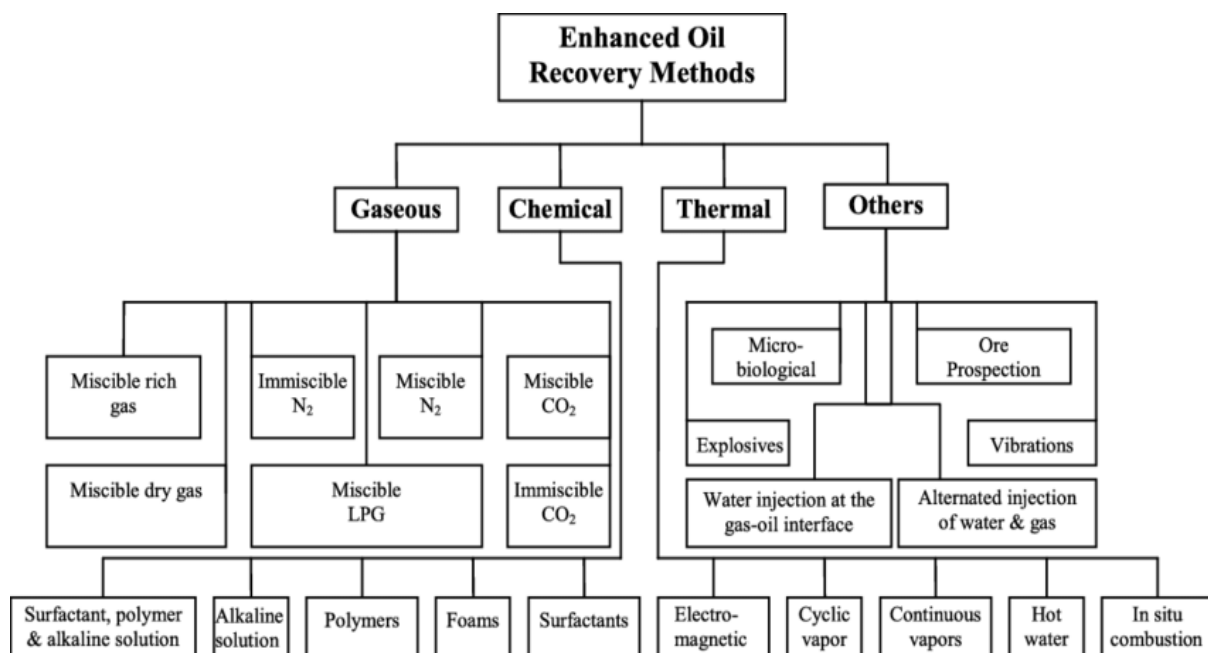 Enhanced Oil
Recovery Methods
Gaseous
Chemical
Thermal
Others
Miscible rich
gas
Immiscible
N₂
Miscible
N₂
Miscible
CO₂
Micro-
biological
Ore
Prospection
Explosives
Vibrations
Miscible dry gas
Miscible
LPG
Immiscible
CO₂
Water injection at the
gas-oil interface
Alternated injection
of water & gas
Surfactant, polymer
& alkaline solution
Alkaline
solution
Polymers
Foams
Surfactants
Electro-
magnetic
Cyclic
vapor
Continuous
vapors
Hot
water
In situ
combustion